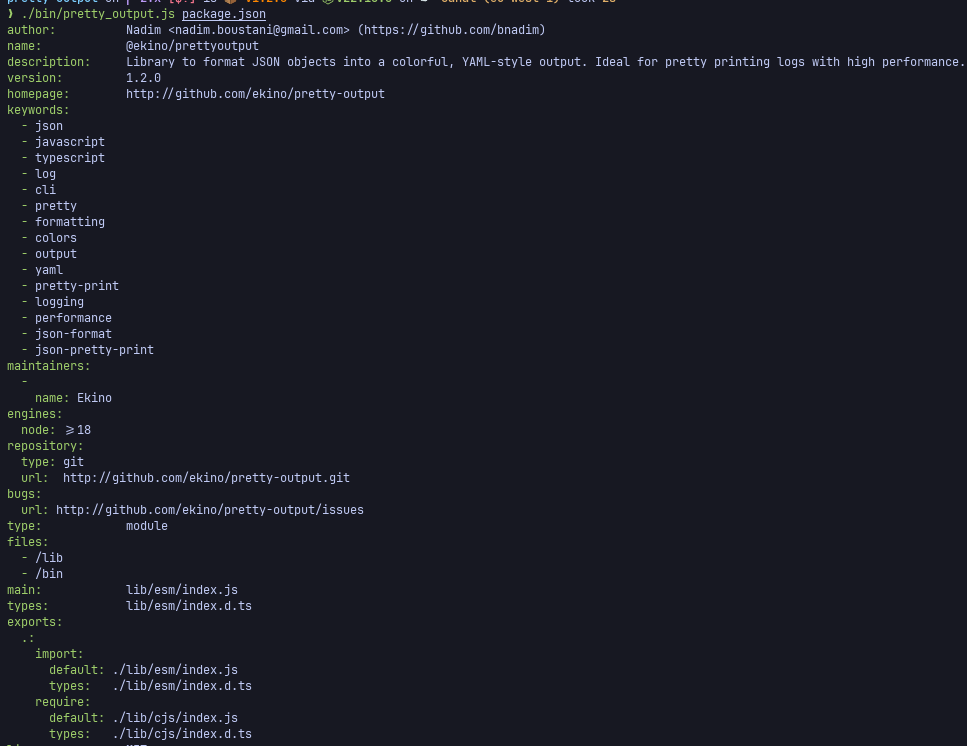 ❯ ./bin/pretty_output.js package.json
author:          Nadim <nadim.boustani@gmail.com> (https://github.com/bnadim)
name:            @ekino/prettyoutput
description:     Library to format JSON objects into a colorful, YAML-style output. Ideal for pretty printing logs with high performance.
version:         1.2.0
homepage:        http://github.com/ekino/pretty-output
keywords:
  - json
  - javascript
  - typescript
  - log
  - cli
  - pretty
  - formatting
  - colors
  - output
  - yaml
  - pretty-print
  - logging
  - performance
  - json-format
  - json-pretty-print
maintainers:
  -
    name: Ekino
engines:
  node: >=18
repository:
  type: git
  url:  http://github.com/ekino/pretty-output.git
bugs:
  url: http://github.com/ekino/pretty-output/issues
type:            module
files:
  - /lib
  - /bin
main:            lib/esm/index.js
types:           lib/esm/index.d.ts
exports:
  .:
    import:
      default: ./lib/esm/index.js
      types:   ./lib/esm/index.d.ts
    require:
      default: ./lib/cjs/index.js
      types:   ./lib/cjs/index.d.ts